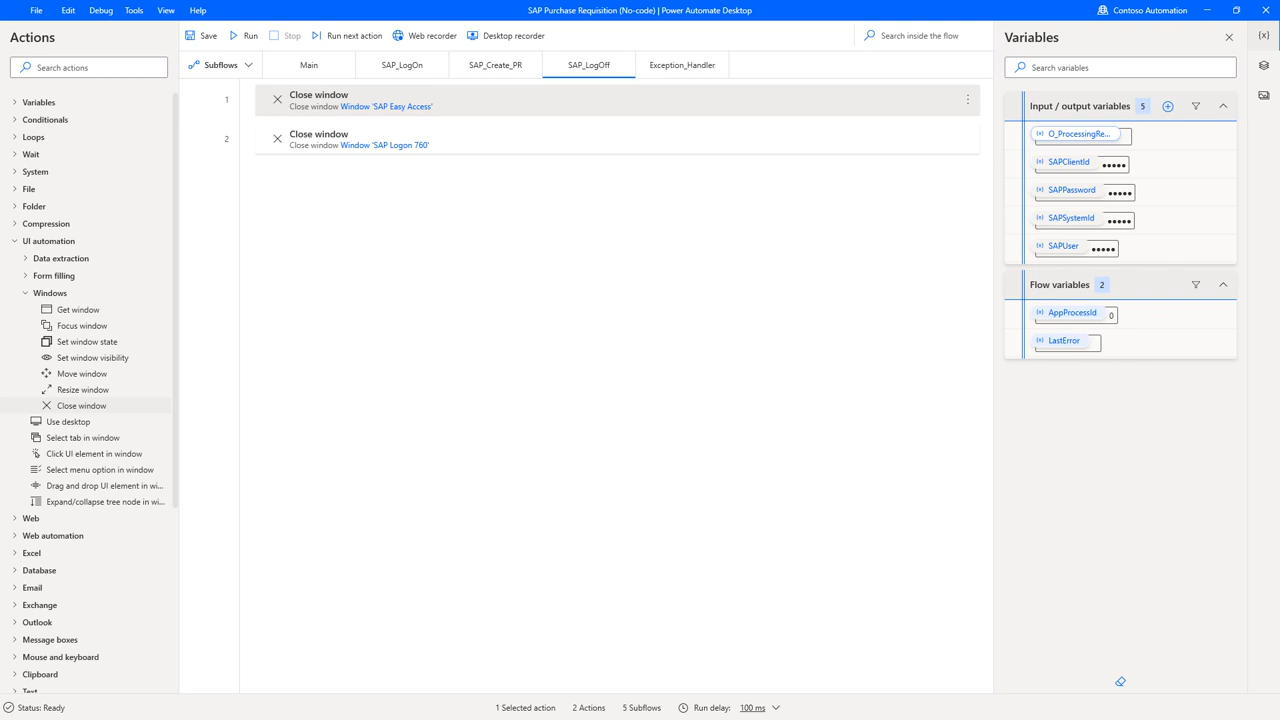 File Edit Debug Tools View Help SAP Purchase Requisition (No-code) | Power Automate Desktop Contoso Automation
Actions
Search actions
Variables
Conditionals
Loops
Wait
System
File
Folder
Compression
UI automation
Data extraction
Form filling
Windows
Get window
Focus window
Set window state
Set window visibility
Move window
Resize window
Close window
Use desktop
Select tab in window
Click UI element in window
Select menu option in window
Drag and drop UI element in wi...
Expand/collapse tree node in wi...
Web
Web automation
Excel
Database
Email
Exchange
Outlook
Message boxes
Mouse and keyboard
Clipboard
Text
Save Run Stop Run next action Web recorder Desktop recorder Search inside the flow
Subflows Main SAP_LogOn SAP_Create_PR SAP_LogOff Exception_Handler
1 Close window
Close window Window 'SAP Easy Access'
2 Close window
Close window Window 'SAP Logon 760'
Variables
Search variables
Input / output variables 5
O_ProcessingRe...
SAPClientId
SAPPassword
SAPSystemId
SAPUser
Flow variables 2
AppProcessId 0
LastError
Status: Ready 1 Selected action 2 Actions 5 Subflows Run delay: 100 ms